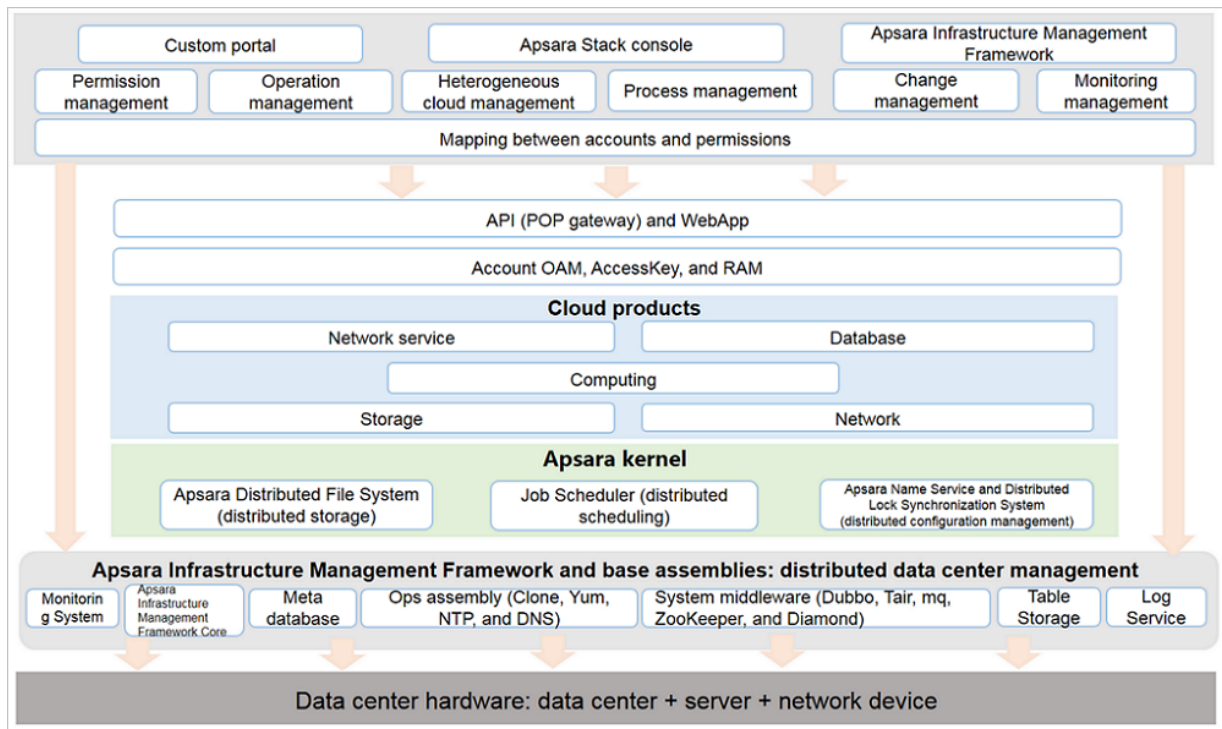 Custom portal
Apsara Stack console
Apsara Infrastructure Management
Framework
Permission
management
Operation
management
Heterogeneous
cloud management
Process management
Change
management
Monitoring
management
Mapping between accounts and permissions
API (POP gateway) and WebApp
Account OAM, AccessKey, and RAM
Cloud products
Network service
Database
Computing
Storage
Network
Apsara kernel
Apsara Distributed File System
(distributed storage)
Job Scheduler (distributed
scheduling)
Apsara Name Service and Distributed
Lock Synchronization System
(distributed configuration management)
Apsara Infrastructure Management Framework and base assemblies: distributed data center management
Monitorin
g System
Apsara
Infrastructure
Management
Framework Core
Meta
database
Ops assembly (Clone, Yum,
NTP, and DNS)
System middleware (Dubbo, Tair, mq,
ZooKeeper, and Diamond)
Table
Storage
Log
Service
Data center hardware: data center + server + network device